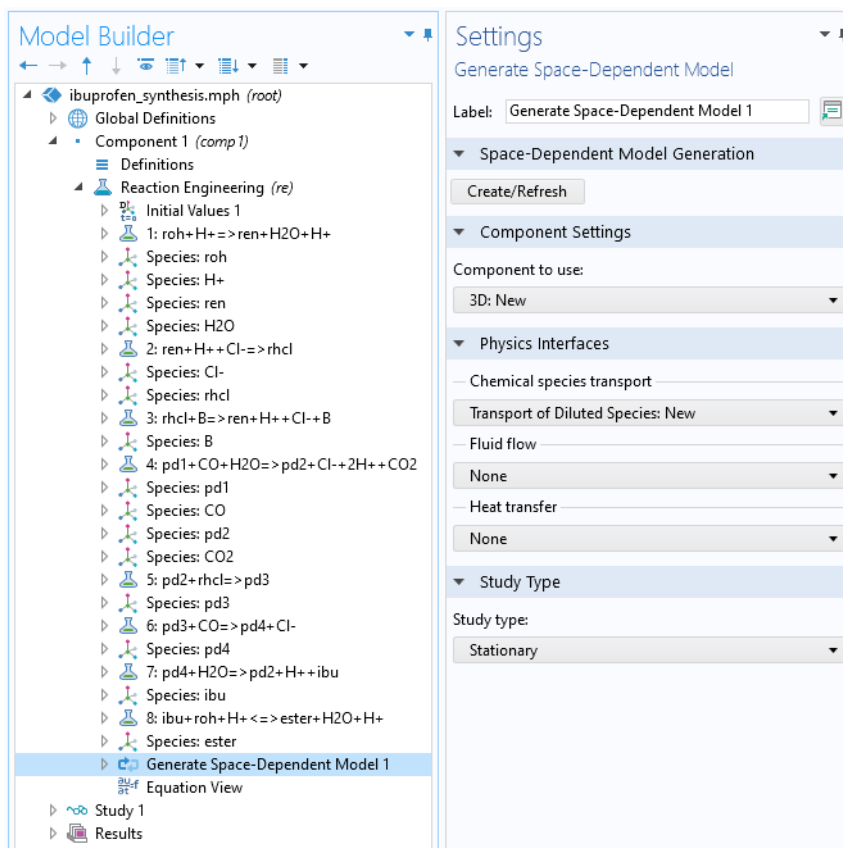 Model Builder
ibuprofen_synthesis.mph (root)
Global Definitions
Component 1 (comp1)
Definitions
Reaction Engineering (re)
Initial Values 1
1: roh+H+=>ren+H2O+H+
Species: roh
Species: H+
Species: ren
Species: H2O
2: ren+H++Cl-=>rhcl
Species: Cl-
Species: rhcl
3: rhcl+B=>ren+H++Cl-+B
Species: B
4: pd1+CO+H2O=>pd2+Cl-+2H++CO2
Species: pd1
Species: CO
Species: pd2
Species: CO2
5: pd2+rhcl=>pd3
Species: pd3
6: pd3+CO=>pd4+Cl-
Species: pd4
7: pd4+H2O=>pd2+H++ibu
Species: ibu
8: ibu+roh+H+<=>ester+H2O+H+
Species: ester
Generate Space-Dependent Model 1
Equation View
Study 1
Results
Settings
Generate Space-Dependent Model
Label: Generate Space-Dependent Model 1
Space-Dependent Model Generation
Create/Refresh
Component Settings
Component to use:
3D: New
Physics Interfaces
Chemical species transport
Transport of Diluted Species: New
Fluid flow
None
Heat transfer
None
Study Type
Study type:
Stationary